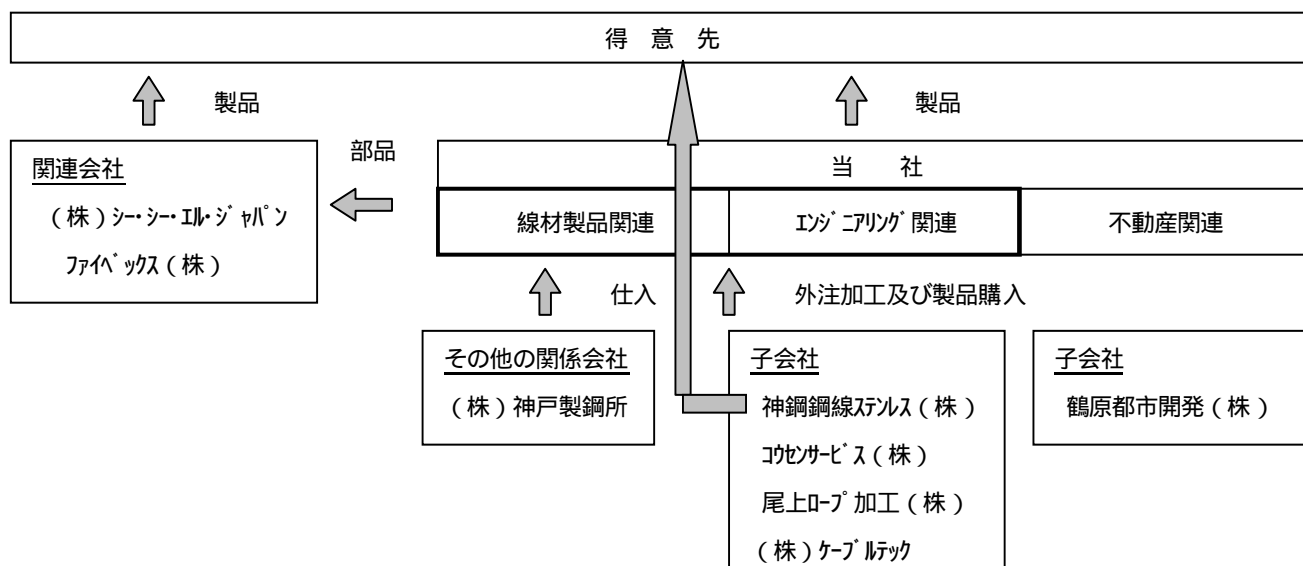 得 意 先
製品
製品
関連会社
（株）ｼｰ･ｼｰ･ｴﾙ･ｼﾞｬﾊﾟﾝ
ﾌｧｲﾍﾞｯｸｽ（株）
部品
当 社
線材製品関連
ｴﾝｼﾞﾆｱﾘﾝｸﾞ関連
不動産関連
仕入
外注加工及び製品購入
その他の関係会社
（株）神戸製鋼所
子会社
神鋼鋼線ｽﾃﾝﾚｽ（株）
ｺｳｾﾝｻｰﾋﾞｽ（株）
尾上ﾛｰﾌﾟ加工（株）
（株）ｹｰﾌﾞﾙﾃｯｸ
子会社
鶴原都市開発（株）